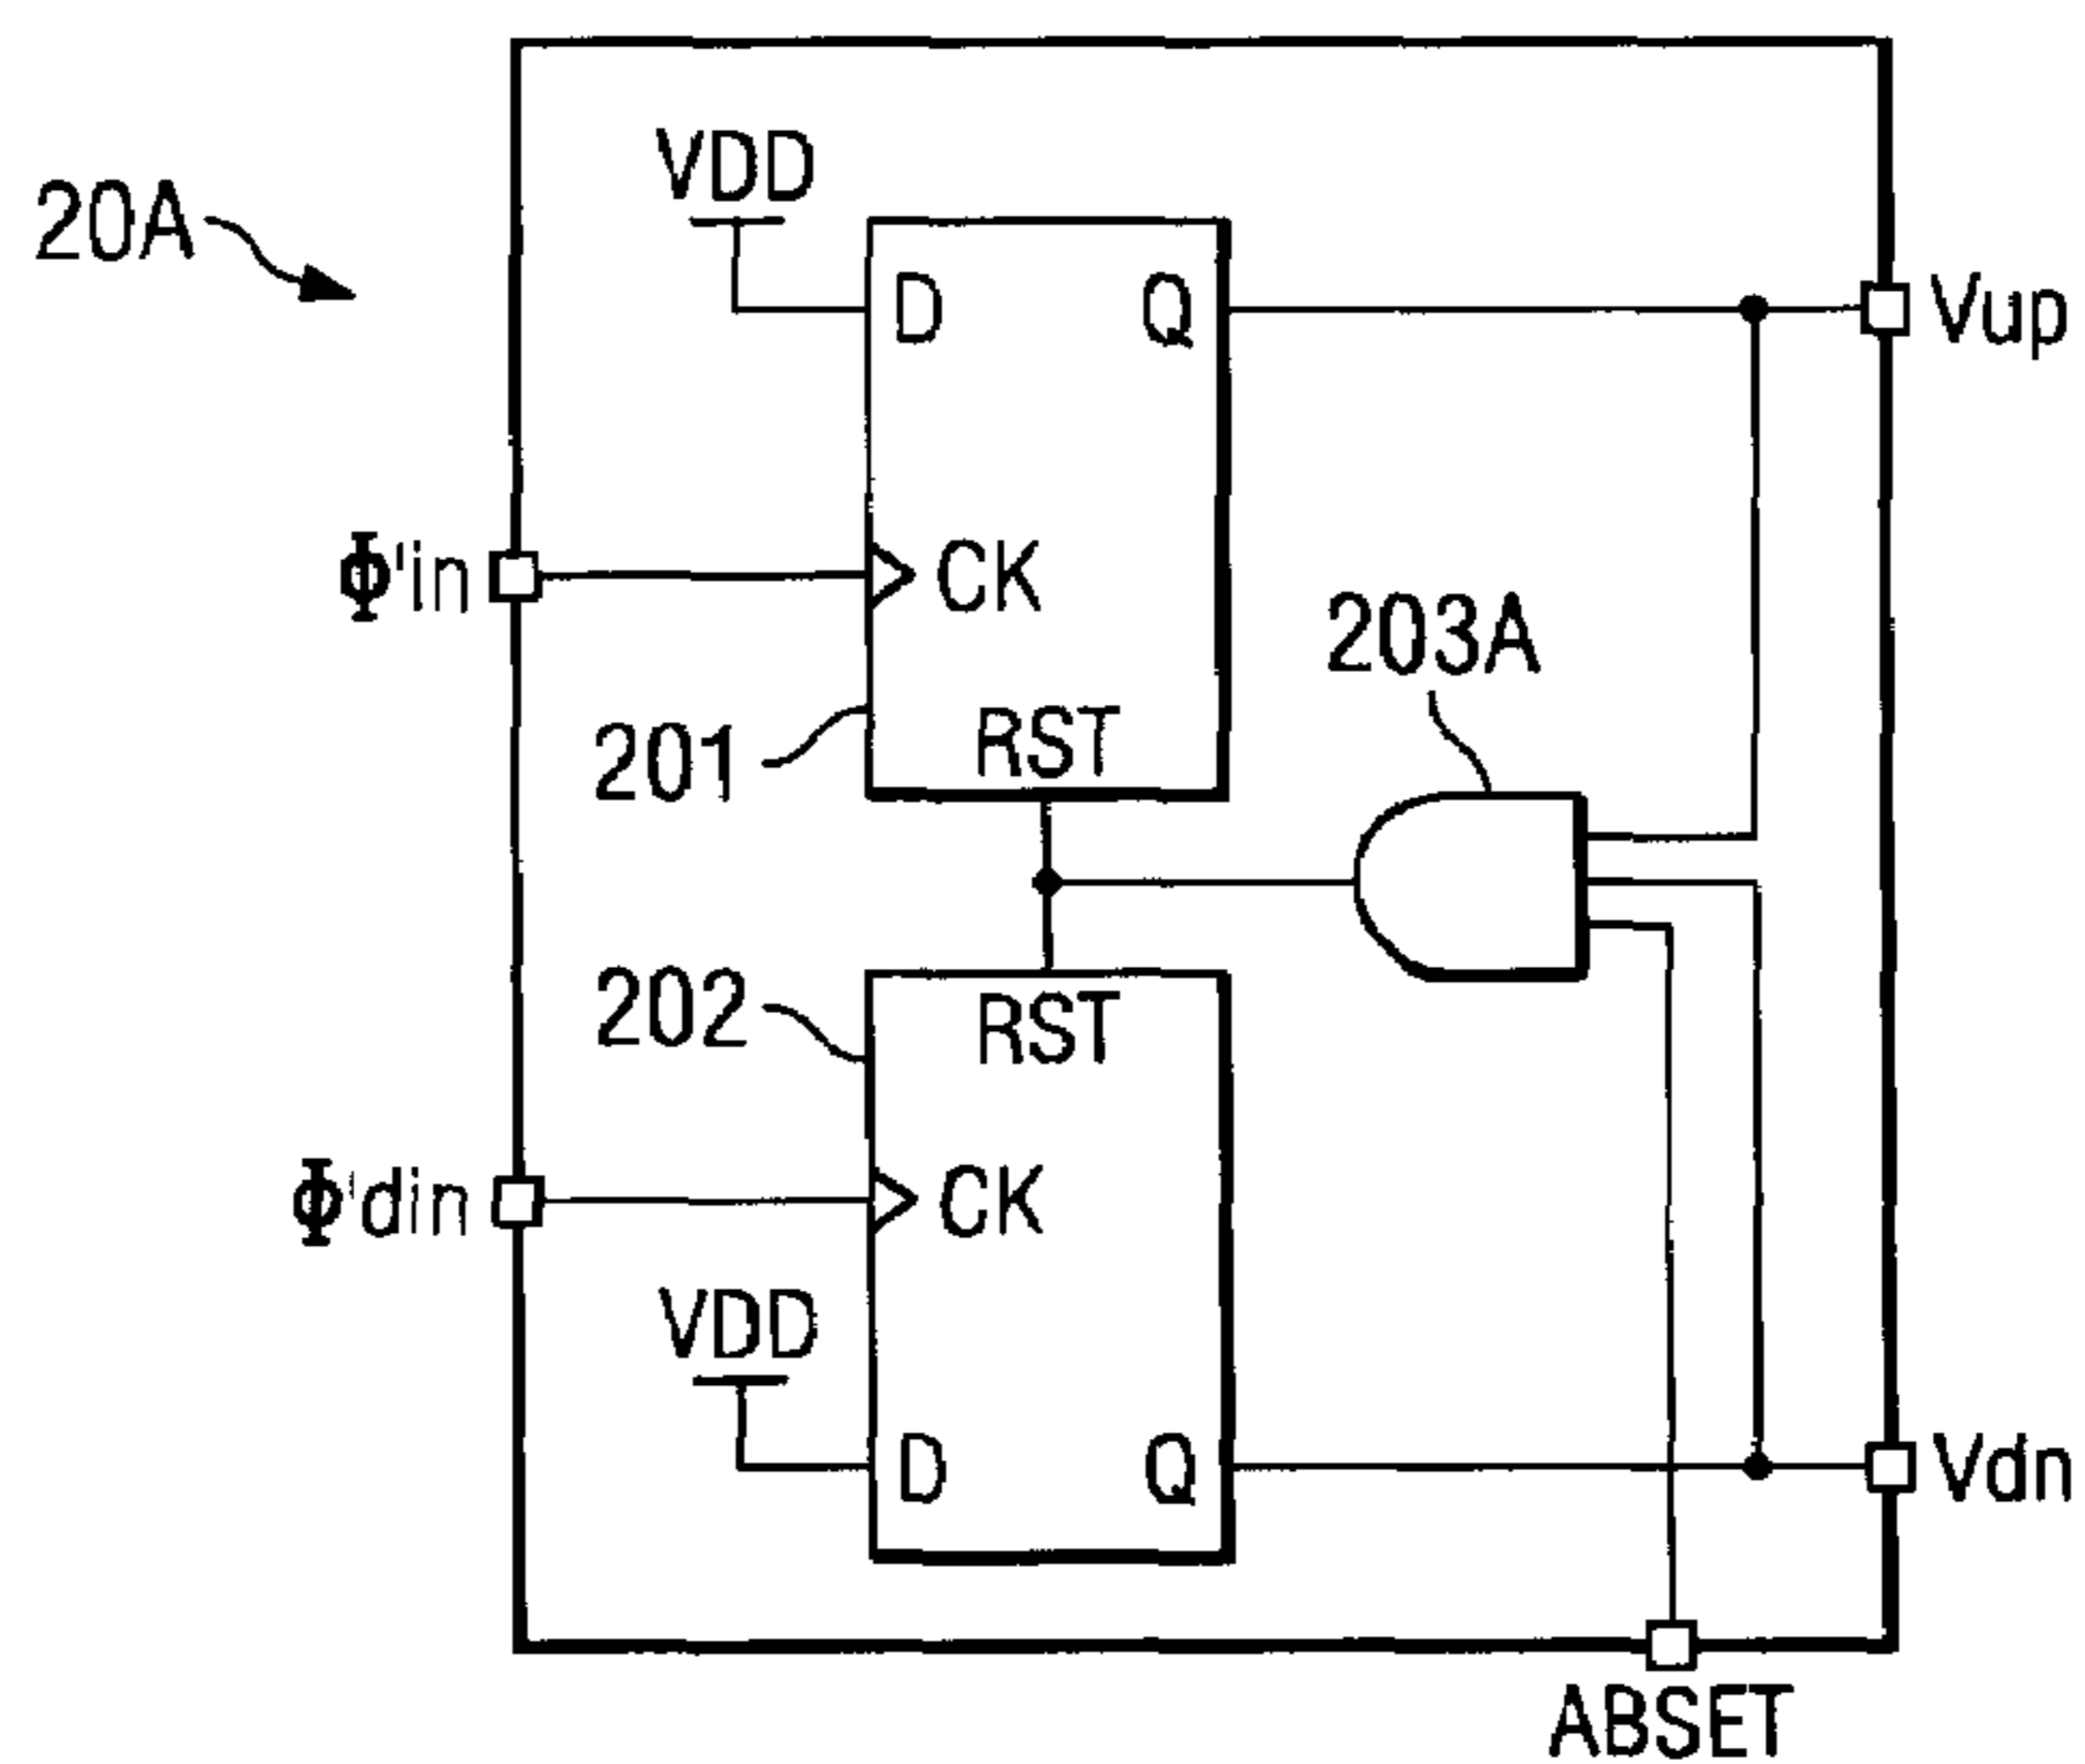 20A
VDD
D Q
Vup
Φ'in
CK
203A
201
RST
202
RST
Φ'din
CK
VDD
D Q
Vdn
ABSET